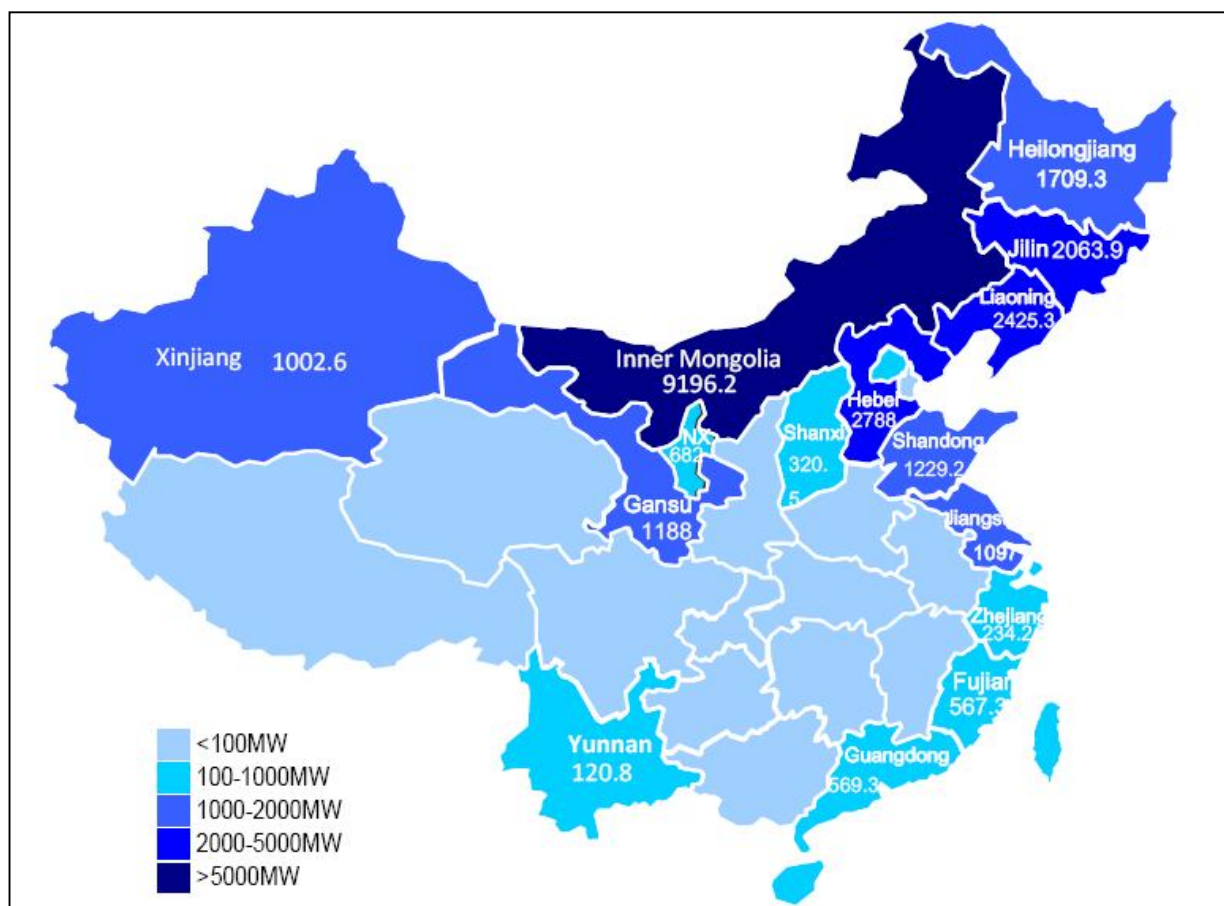 Heilongjiang
1709.3
Jilin 2063.9
Liaoning
2425.3
Xinjiang 1002.6
Inner Mongolia
9196.2
Hebei
2788
NX
682
Shanxi
320.
5
Shandong
1229.2
Gansu
1188
Jiangsu
1097
Zhejiang
234.2
Fujian
567.3
Yunnan
120.8
Guangdong
569.3
<100MW
100-1000MW
1000-2000MW
2000-5000MW
>5000MW